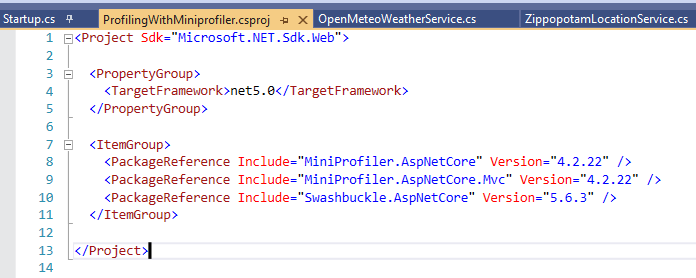 Startup.cs ProfilingWithMiniprofiler.csproj OpenMeteoWeatherService.cs ZippopotamLocationService.cs
1 <Project Sdk="Microsoft.NET.Sdk.Web">
2
3 <PropertyGroup>
4 <TargetFramework>net5.0</TargetFramework>
5 </PropertyGroup>
6
7 <ItemGroup>
8 <PackageReference Include="MiniProfiler.AspNetCore" Version="4.2.22" />
9 <PackageReference Include="MiniProfiler.AspNetCore.Mvc" Version="4.2.22" />
10 <PackageReference Include="Swashbuckle.AspNetCore" Version="5.6.3" />
11 </ItemGroup>
12
13 </Project>
14